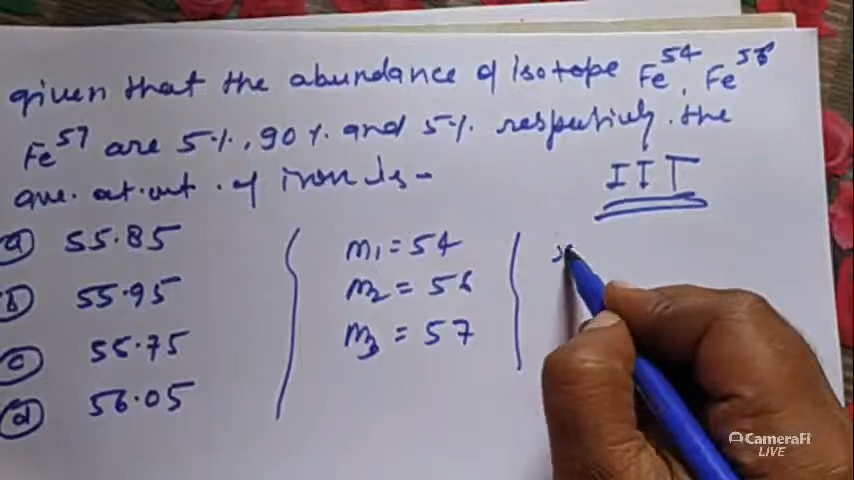 given that the abundance of isotope Fe⁵⁴, Fe⁵⁶
Fe⁵⁷ are 5%, 90% and 5% respectively. the
ave. at. wt. of iron is -
IIT
(a) 55.85
(b) 55.95
(c) 55.75
(d) 56.05
m₁ = 54
m₂ = 56
m₃ = 57
CameraFi
LIVE